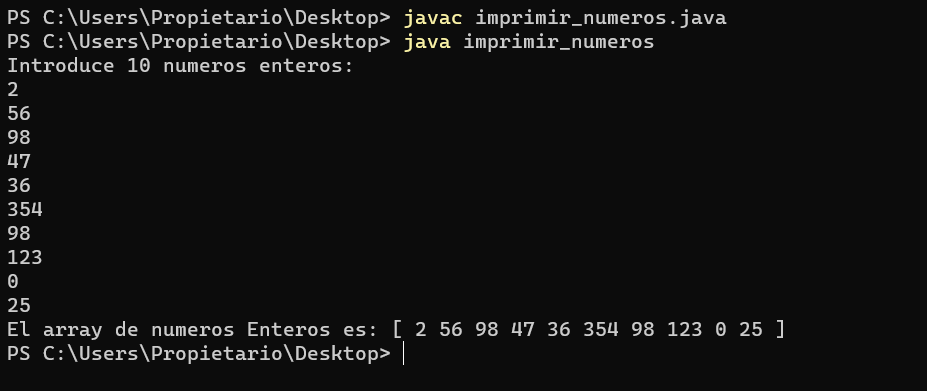 PS C:\Users\Propietario\Desktop> javac imprimir_numeros.java
PS C:\Users\Propietario\Desktop> java imprimir_numeros
Introduce 10 numeros enteros:
2
56
98
47
36
354
98
123
0
25
El array de numeros Enteros es: [ 2 56 98 47 36 354 98 123 0 25 ]
PS C:\Users\Propietario\Desktop>